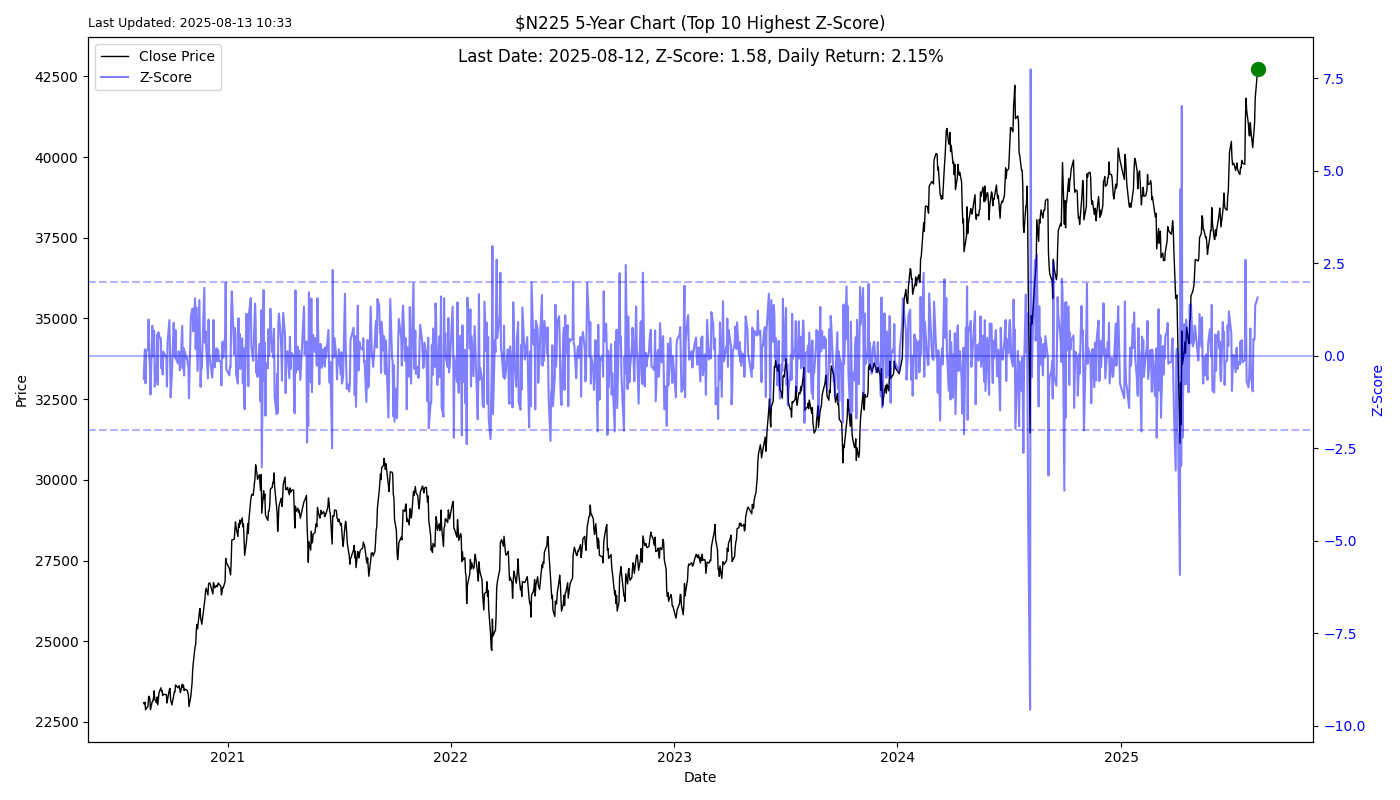 Last Updated: 2025-08-13 10:33
$N225 5-Year Chart (Top 10 Highest Z-Score)
Last Date: 2025-08-12, Z-Score: 1.58, Daily Return: 2.15%
Close Price
Z-Score
42500
40000
37500
35000
32500
30000
27500
25000
22500
Price
7.5
5.0
2.5
0.0
−2.5
−5.0
−7.5
−10.0
Z-Score
2021
2022
2023
2024
2025
Date